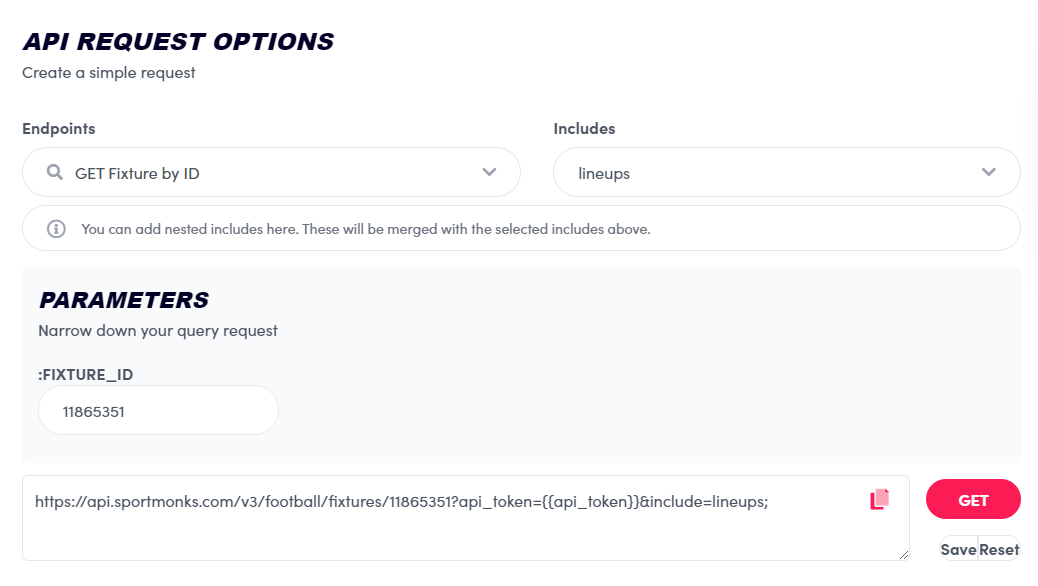 API REQUEST OPTIONS
Create a simple request
Endpoints
Includes
GET Fixture by ID
lineups
You can add nested includes here. These will be merged with the selected includes above.
PARAMETERS
Narrow down your query request
:FIXTURE_ID
11865351
https://api.sportmonks.com/v3/football/fixtures/11865351?api_token={{api_token}}&include=lineups;
GET
Save
Reset